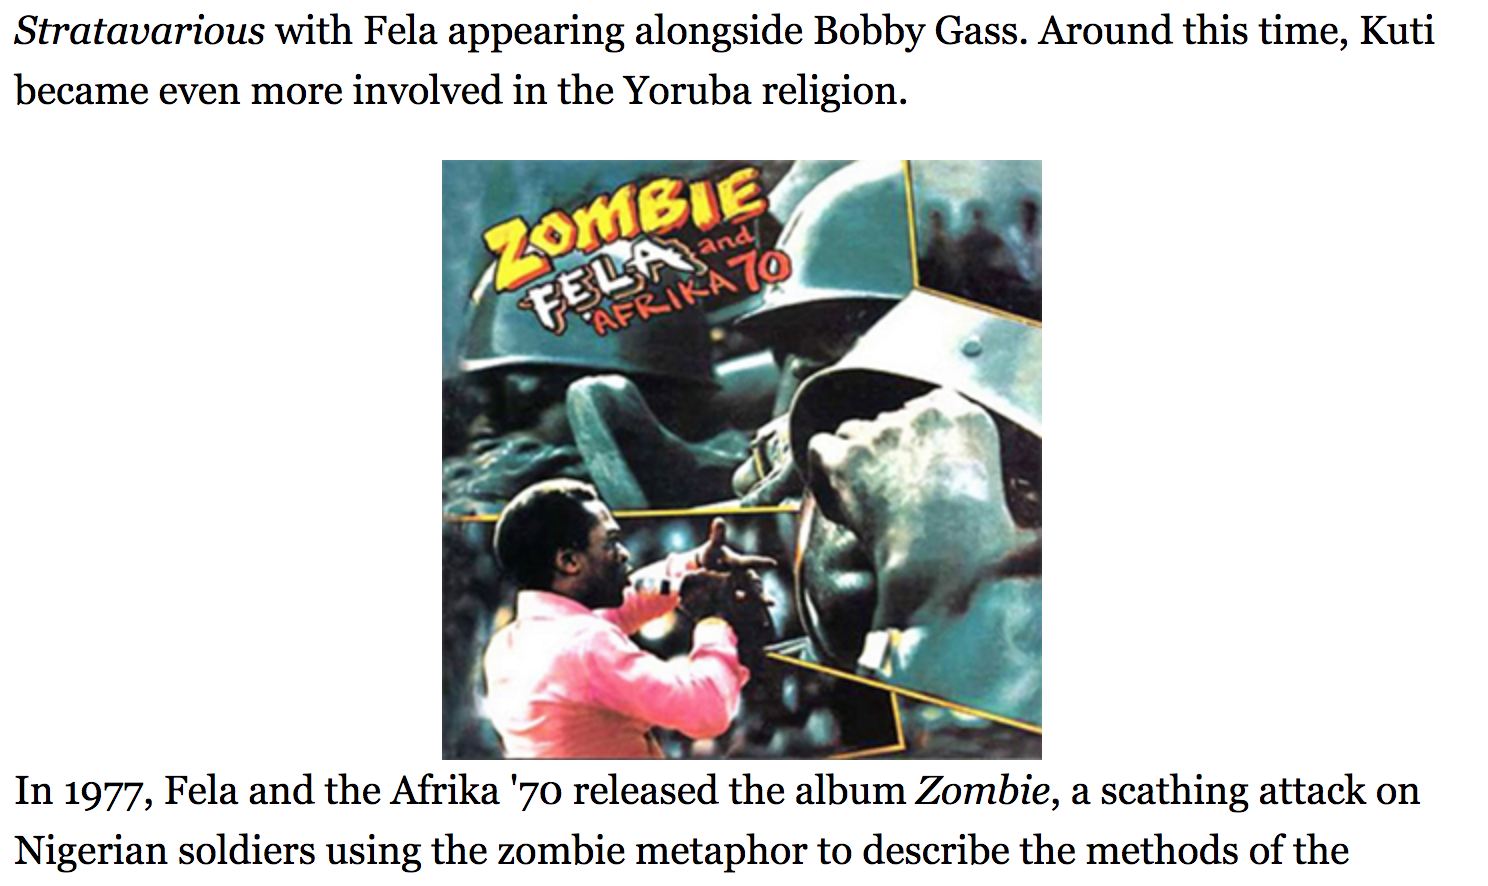 Stratavarious with Fela appearing alongside Bobby Gass. Around this time, Kuti
became even more involved in the Yoruba religion.
ZOMBIE
FELA and
AFRIKA 70
In 1977, Fela and the Afrika '70 released the album Zombie, a scathing attack on
Nigerian soldiers using the zombie metaphor to describe the methods of the